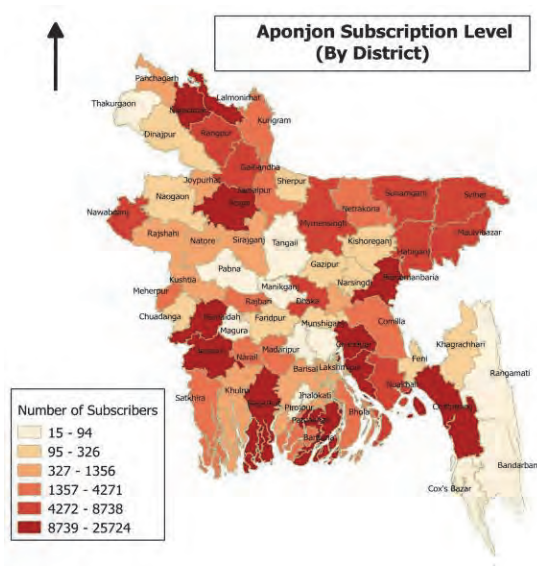 Aponjon Subscription Level
(By District)
Panchagarh
Thakurgaon
Lalmonirhat
Dinajpur
Rangpur
Kurigram
Gaibandha
Joypurhat
Sherpur
Jamalpur
Naogaon
Bogra
Nawabganj
Mymensingh
Netrakona
Sunamganj
Sylhet
Maulvibazar
Habiganj
Rajshahi
Natore
Sirajganj
Tangail
Kishoreganj
Pabna
Gazipur
Kushtia
Manikganj
Narsingdi
Meherpur
Rajbari
Dhaka
Chuadanga
Faridpur
Munshiganj
Comilla
Magura
Khagrachhari
Narail
Madaripur
Feni
Rangamati
Barisal
Lakshmipur
Satkhira
Khulna
Jhalokati
Noakhali
Pirojpur
Bhola
Barguna
Bandarban
Cox's Bazar
Number of Subscribers
15 - 94
95 - 326
327 - 1356
1357 - 4271
4272 - 8738
8739 - 25724